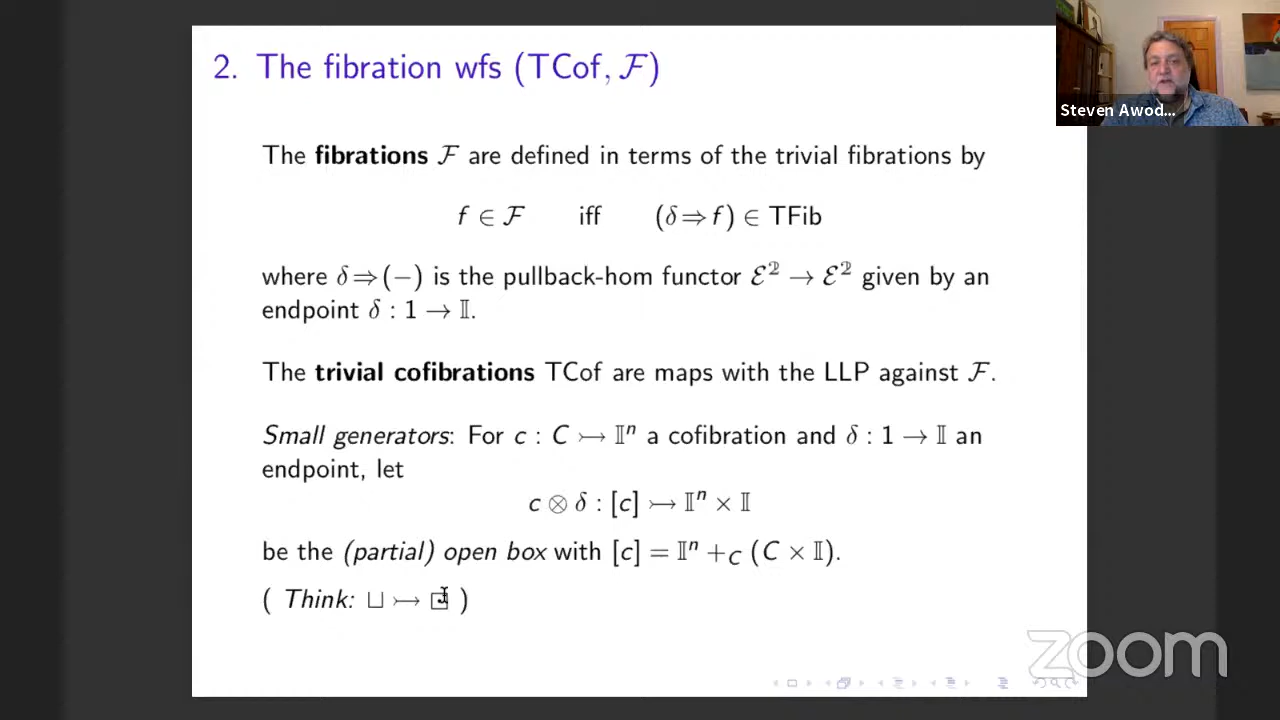 2. The fibration wfs (TCof, ℱ)
Steven Awod...
The fibrations ℱ are defined in terms of the trivial fibrations by
f ∈ ℱ iff (δ ⇒ f) ∈ TFib
where δ ⇒ (−) is the pullback-hom functor ℰ² → ℰ² given by an
endpoint δ : 1 → 𝕀.
The trivial cofibrations TCof are maps with the LLP against ℱ.
Small generators: For c : C ↣ 𝕀ⁿ a cofibration and δ : 1 → 𝕀 an
endpoint, let
c ⊗ δ : [c] ↣ 𝕀ⁿ × 𝕀
be the (partial) open box with [c] = 𝕀ⁿ +_C (C × 𝕀).
( Think: ⊔ ↣ ⊡ )
zoom